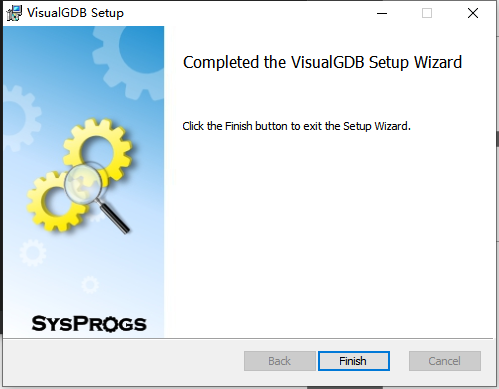 VisualGDB Setup
Completed the VisualGDB Setup Wizard
Click the Finish button to exit the Setup Wizard.
SYSPROGS
Back
Finish
Cancel